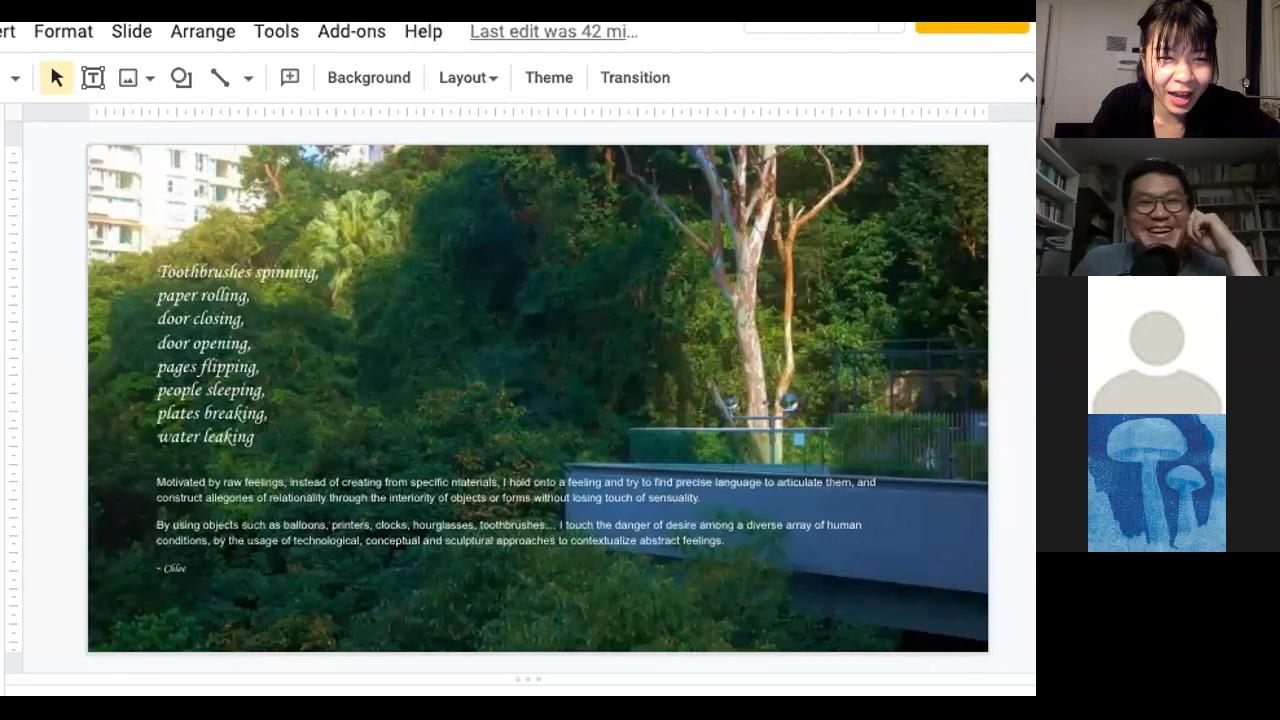 Format Slide Arrange Tools Add-ons Help Last edit was 42 mi...
Background Layout Theme Transition
Toothbrushes spinning,
paper rolling,
door closing,
door opening,
pages flipping,
people sleeping,
plates breaking,
water leaking
Motivated by raw feelings, instead of creating from specific materials, I hold onto a feeling and try to find precise language to articulate them, and
construct allegories of relationality through the interiority of objects or forms without losing touch of sensuality.
By using objects such as balloons, printers, clocks, hourglasses, toothbrushes... I touch the danger of desire among a diverse array of human
conditions, by the usage of technological, conceptual and sculptural approaches to contextualize abstract feelings.
~ Chloe